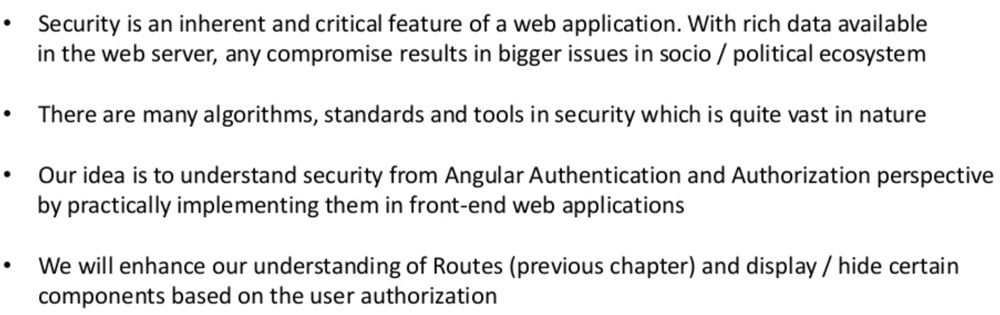 • Security is an inherent and critical feature of a web application. With rich data available
in the web server, any compromise results in bigger issues in socio / political ecosystem
• There are many algorithms, standards and tools in security which is quite vast in nature
• Our idea is to understand security from Angular Authentication and Authorization perspective
by practically implementing them in front-end web applications
• We will enhance our understanding of Routes (previous chapter) and display / hide certain
components based on the user authorization